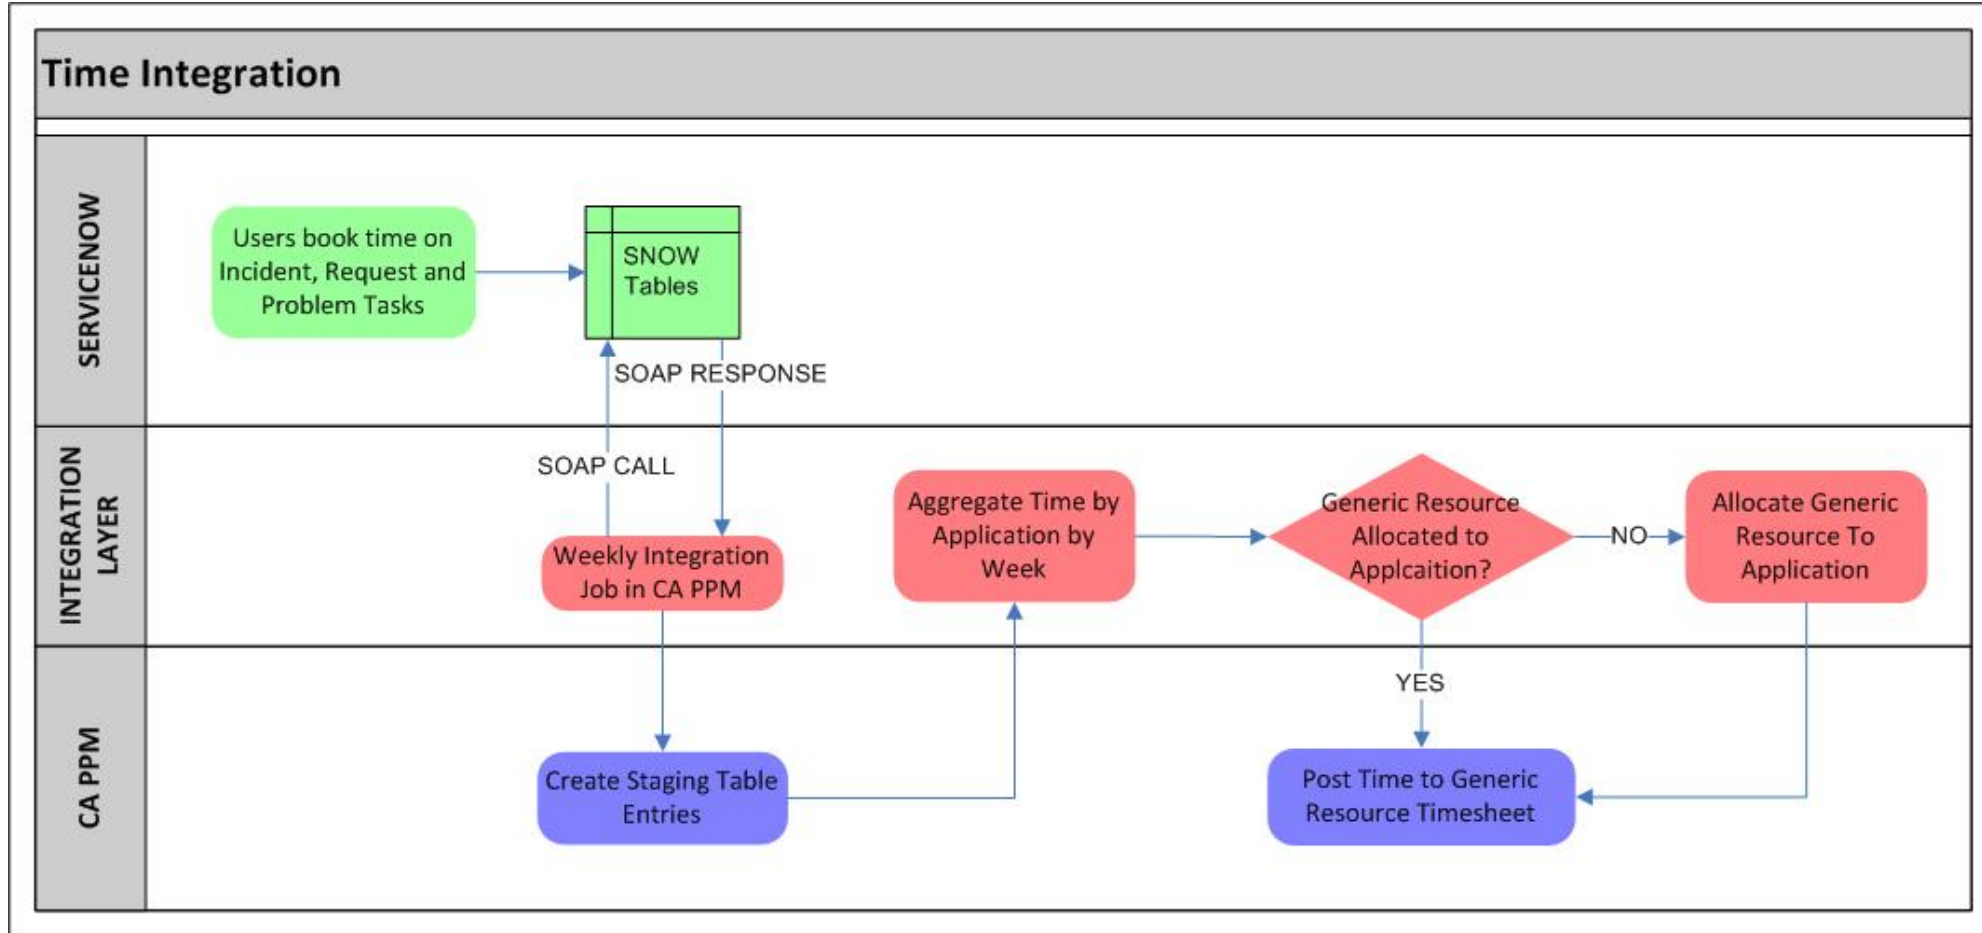 Time Integration
SERVICENOW
Users book time on
Incident, Request and
Problem Tasks
SNOW
Tables
SOAP RESPONSE
INTEGRATION
LAYER
SOAP CALL
Weekly Integration
Job in CA PPM
Aggregate Time by
Application by
Week
Generic Resource
Allocated to
Applcaition?
NO
Allocate Generic
Resource To
Application
CA PPM
YES
Create Staging Table
Entries
Post Time to Generic
Resource Timesheet